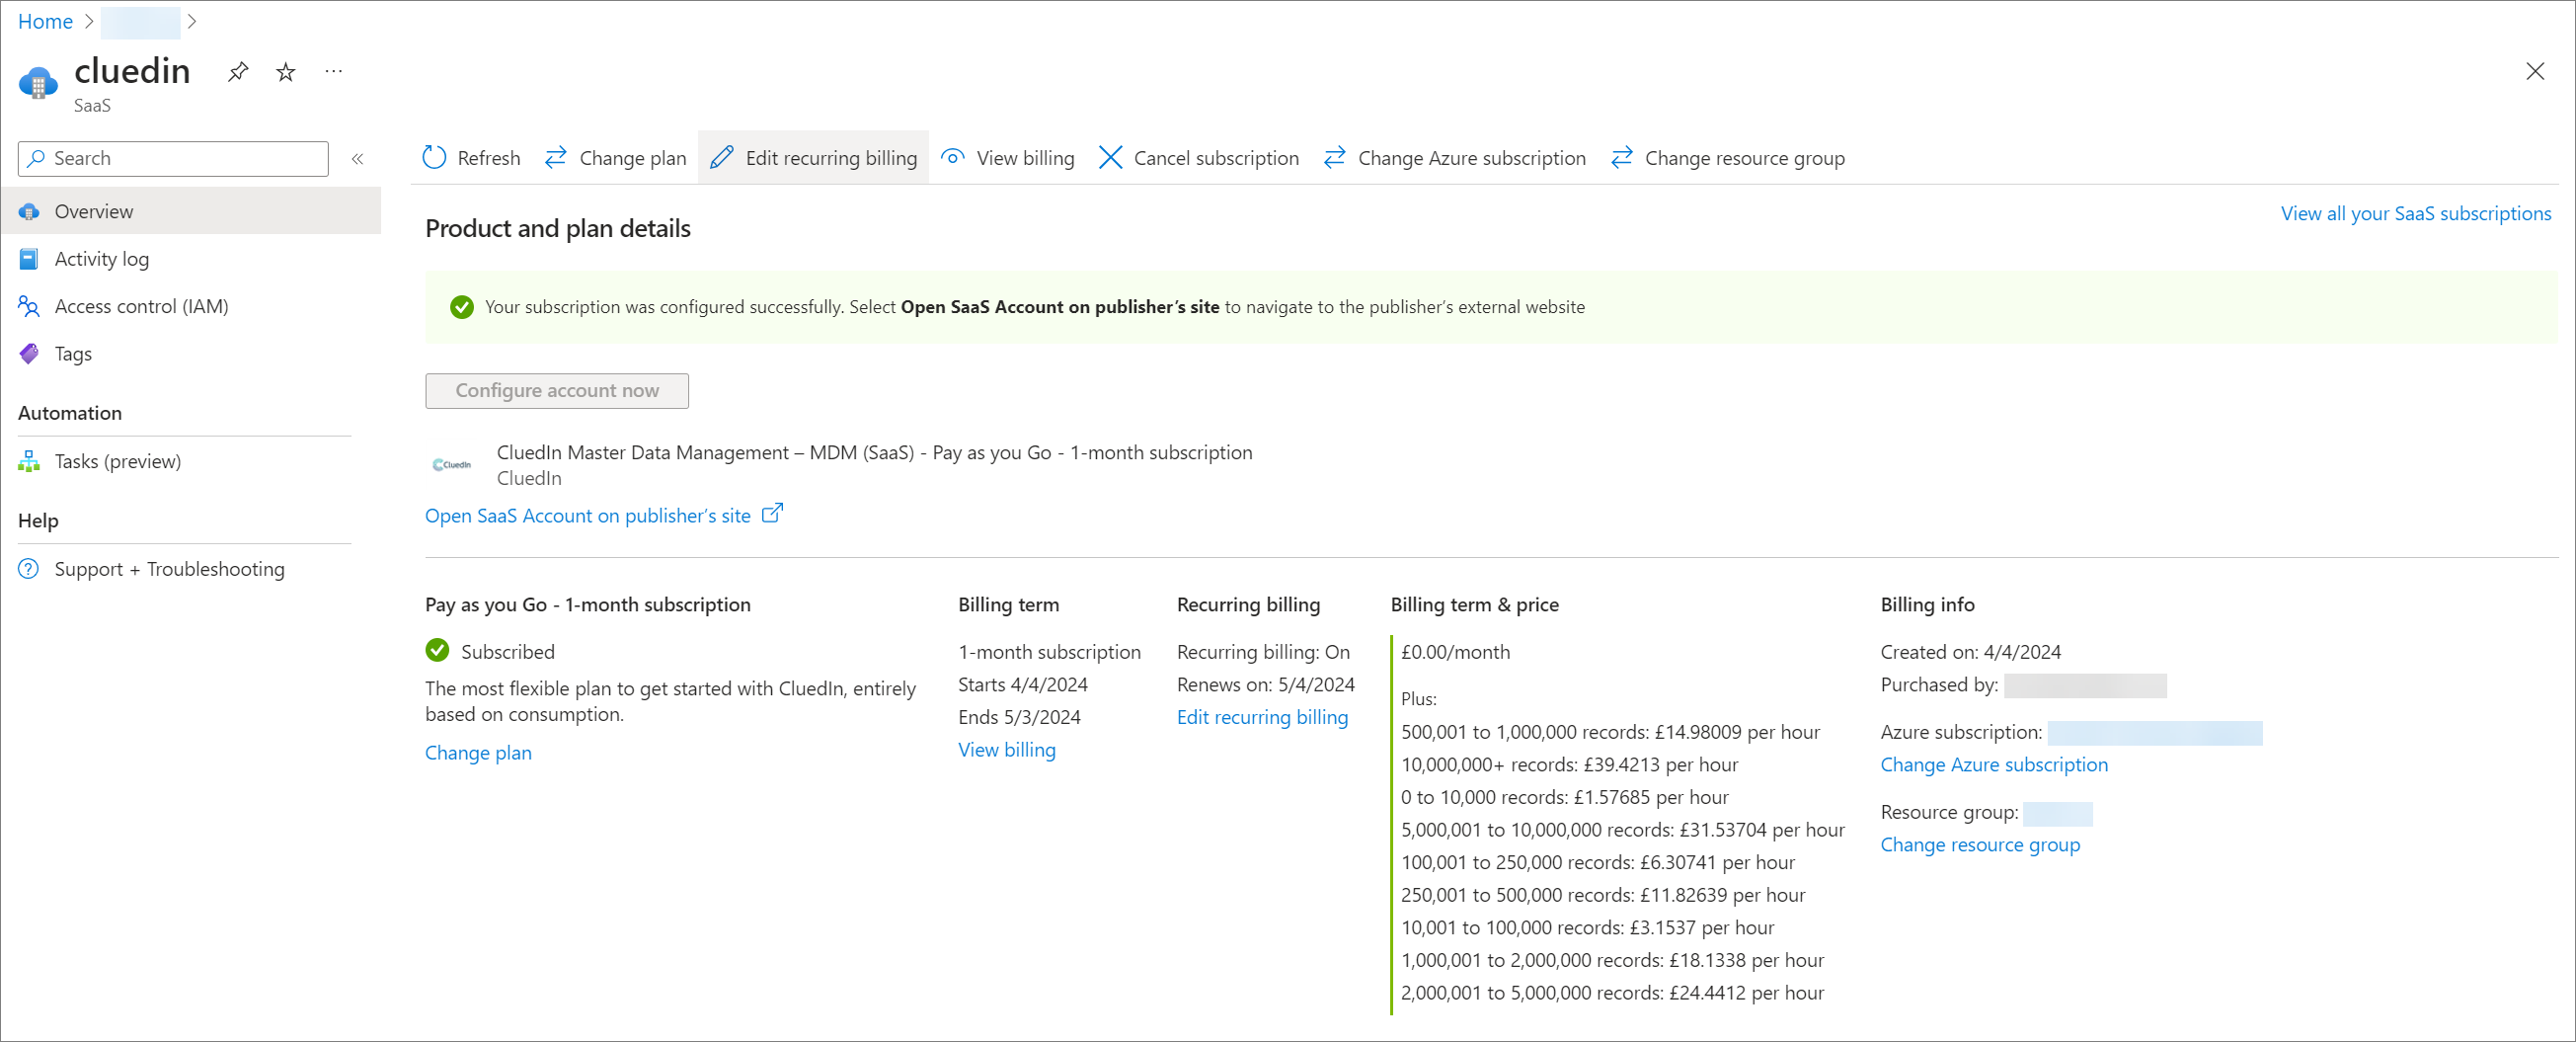 Home
cluedin
SaaS
Search
Overview
Activity log
Access control (IAM)
Tags
Automation
Tasks (preview)
Help
Support + Troubleshooting
Refresh
Change plan
Edit recurring billing
View billing
Cancel subscription
Change Azure subscription
Change resource group
Product and plan details
View all your SaaS subscriptions
Your subscription was configured successfully. Select Open SaaS Account on publisher's site to navigate to the publisher's external website
Configure account now
CluedIn
CluedIn Master Data Management – MDM (SaaS) - Pay as you Go - 1-month subscription
CluedIn
Open SaaS Account on publisher's site
Pay as you Go - 1-month subscription
Subscribed
The most flexible plan to get started with CluedIn, entirely
based on consumption.
Change plan
Billing term
1-month subscription
Starts 4/4/2024
Ends 5/3/2024
View billing
Recurring billing
Recurring billing: On
Renews on: 5/4/2024
Edit recurring billing
Billing term & price
£0.00/month
Plus:
500,001 to 1,000,000 records: £14.98009 per hour
10,000,000+ records: £39.4213 per hour
0 to 10,000 records: £1.57685 per hour
5,000,001 to 10,000,000 records: £31.53704 per hour
100,001 to 250,000 records: £6.30741 per hour
250,001 to 500,000 records: £11.82639 per hour
10,001 to 100,000 records: £3.1537 per hour
1,000,001 to 2,000,000 records: £18.1338 per hour
2,000,001 to 5,000,000 records: £24.4412 per hour
Billing info
Created on: 4/4/2024
Purchased by:
Azure subscription:
Change Azure subscription
Resource group:
Change resource group